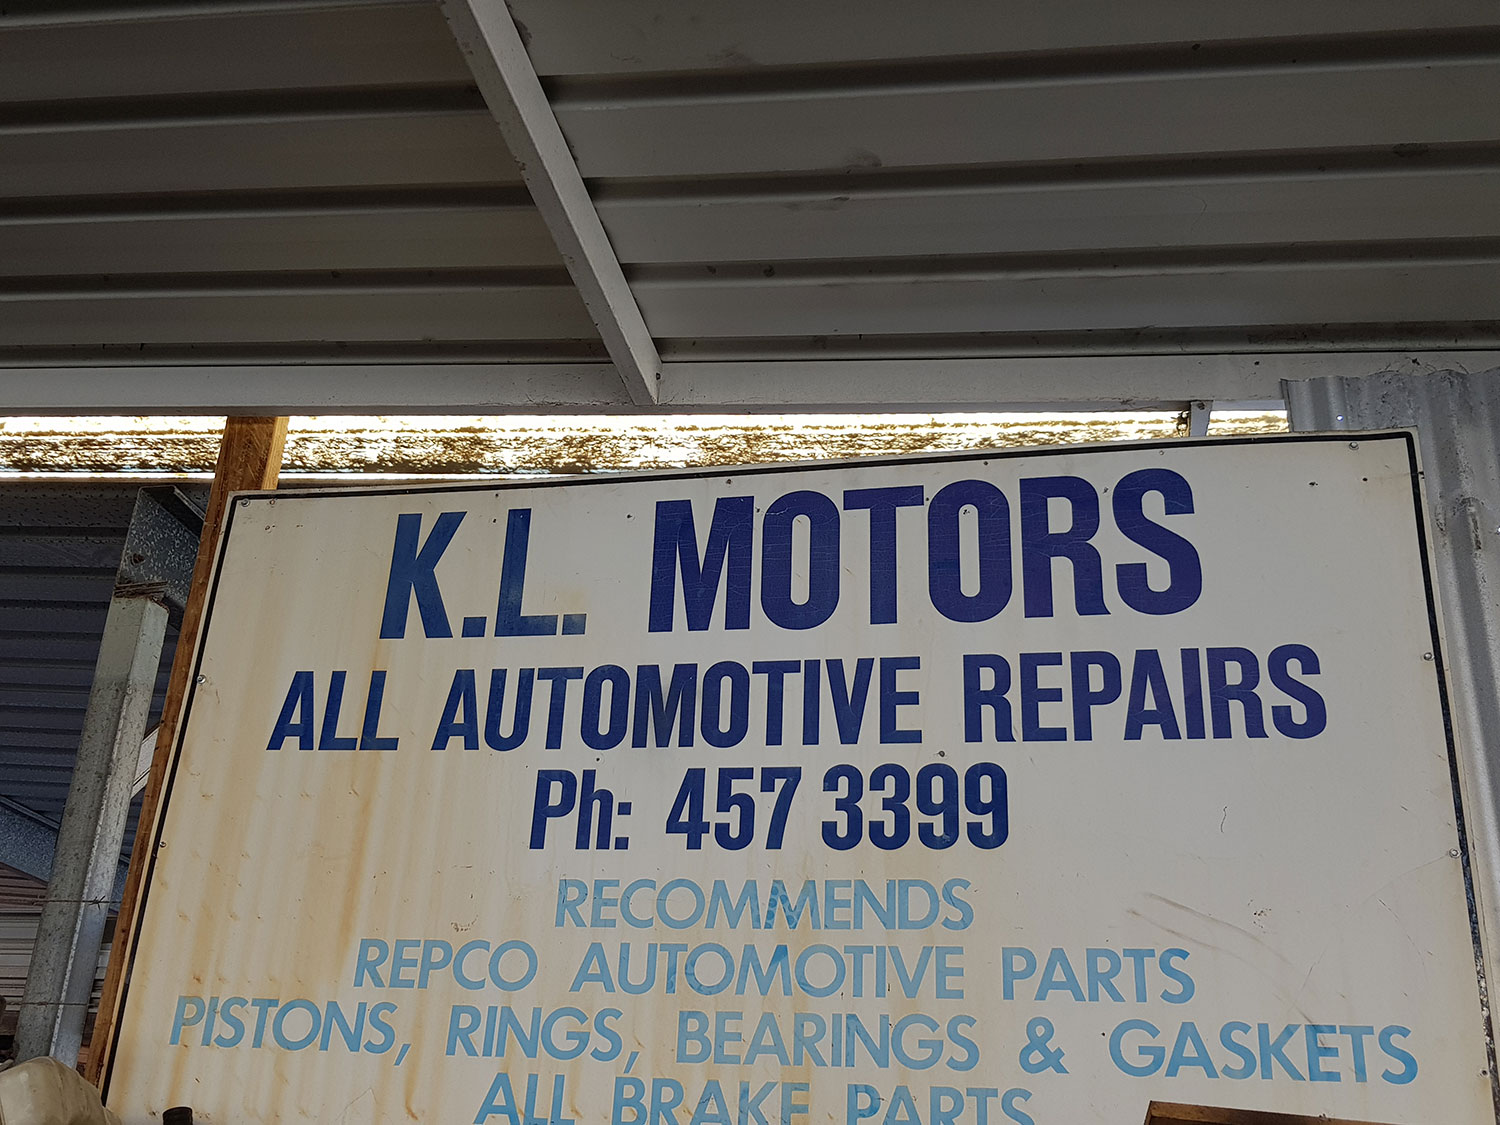 K.L. MOTORS
ALL AUTOMOTIVE REPAIRS
Ph: 457 3399
RECOMMENDS
REPCO AUTOMOTIVE PARTS
PISTONS, RINGS, BEARINGS & GASKETS
ALL BRAKE PARTS